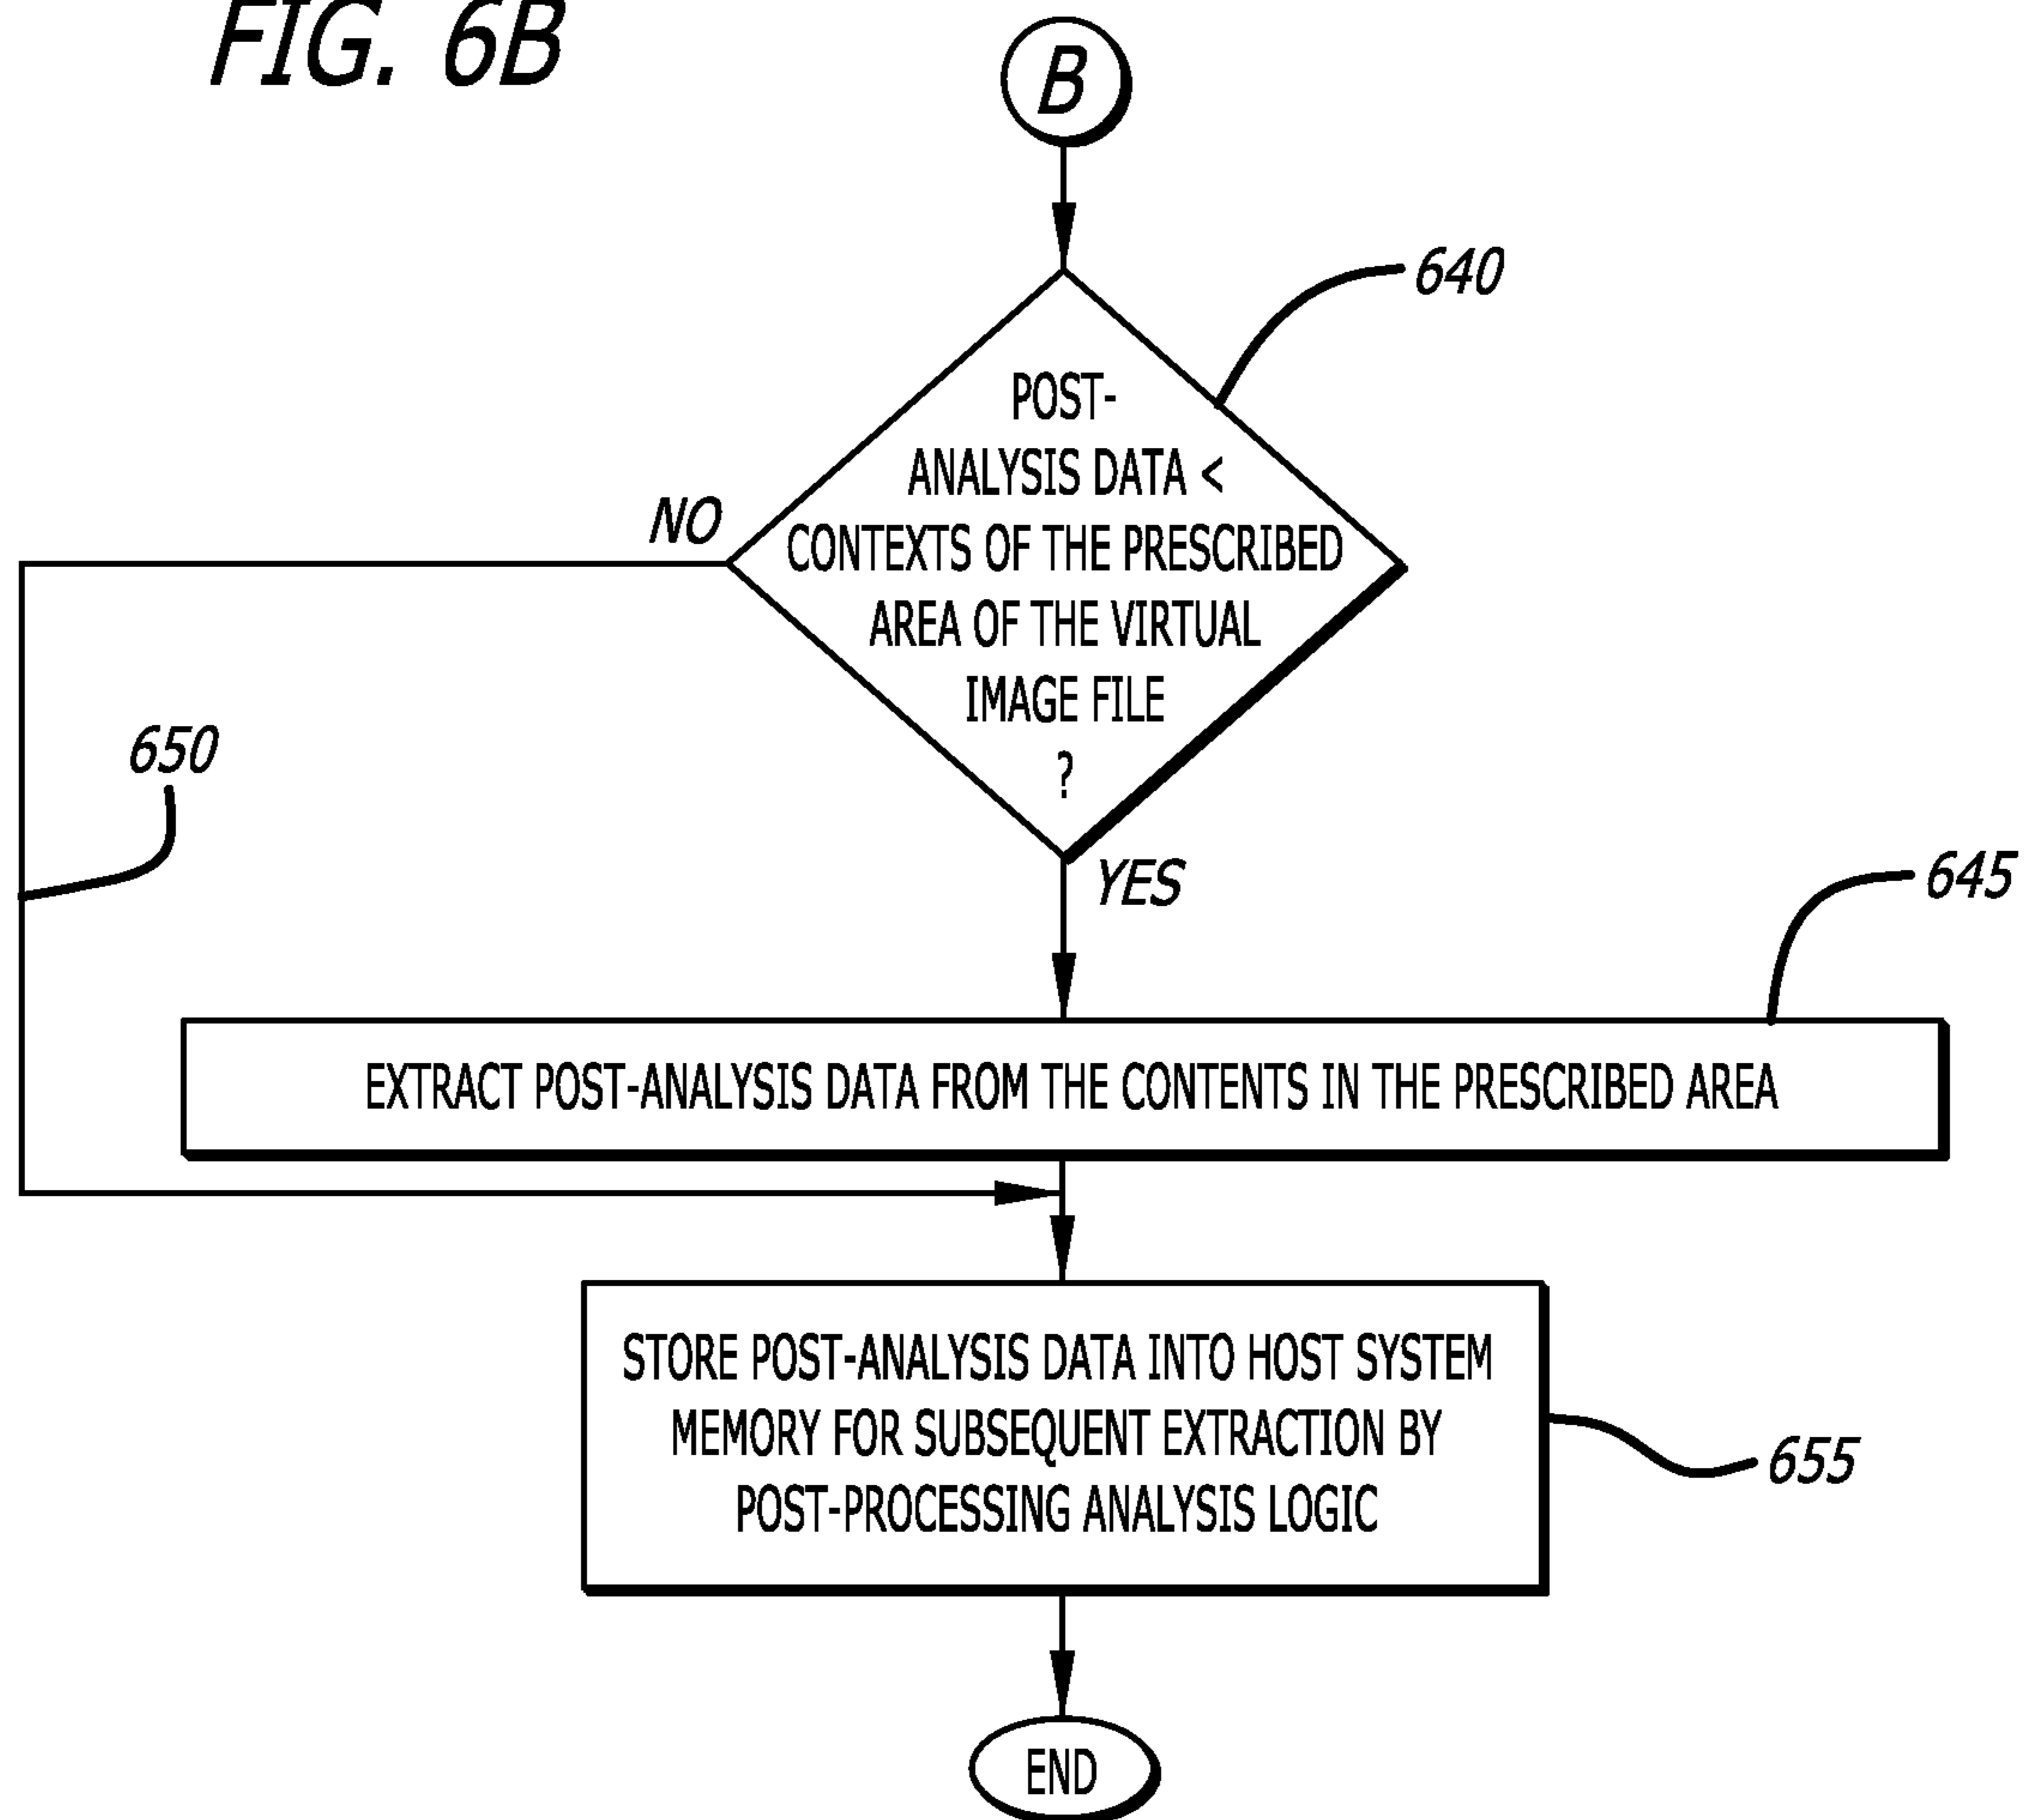 FIG. 6B
B
640
POST-
ANALYSIS DATA <
CONTEXTS OF THE PRESCRIBED
AREA OF THE VIRTUAL
IMAGE FILE
?
NO
650
YES
645
EXTRACT POST-ANALYSIS DATA FROM THE CONTENTS IN THE PRESCRIBED AREA
STORE POST-ANALYSIS DATA INTO HOST SYSTEM
MEMORY FOR SUBSEQUENT EXTRACTION BY
POST-PROCESSING ANALYSIS LOGIC
655
END